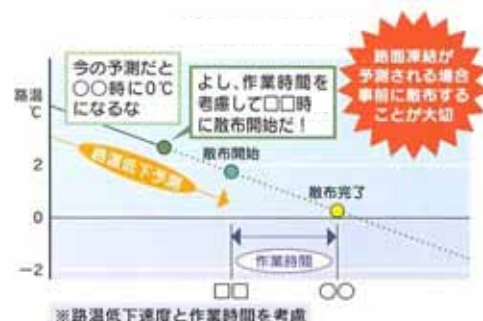 今の予測だと
○○時に0℃
になるな
よし、作業時間を
考慮して□□時
に散布開始だ!
路面凍結が
予測される場合
事前に散布する
ことが大切
路温
℃
2
0
−2
路温低下予測
散布開始
散布完了
作業時間
□□
○○
※路温低下速度と作業時間を考慮